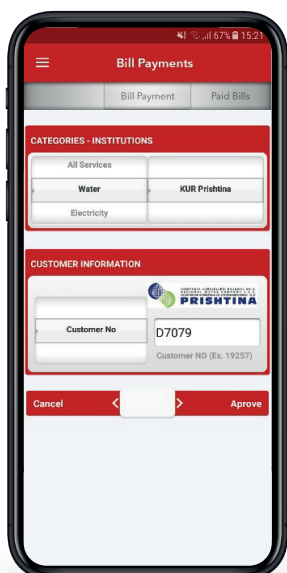 67% 15:21
Bill Payments
Bill Payment Paid Bills
CATEGORIES - INSTITUTIONS
All Services
Water KUR Prishtina
Electricity
CUSTOMER INFORMATION
PRISHTINA
Customer No D7079
Customer NO (Ex. 19257)
Cancel < > Aprove